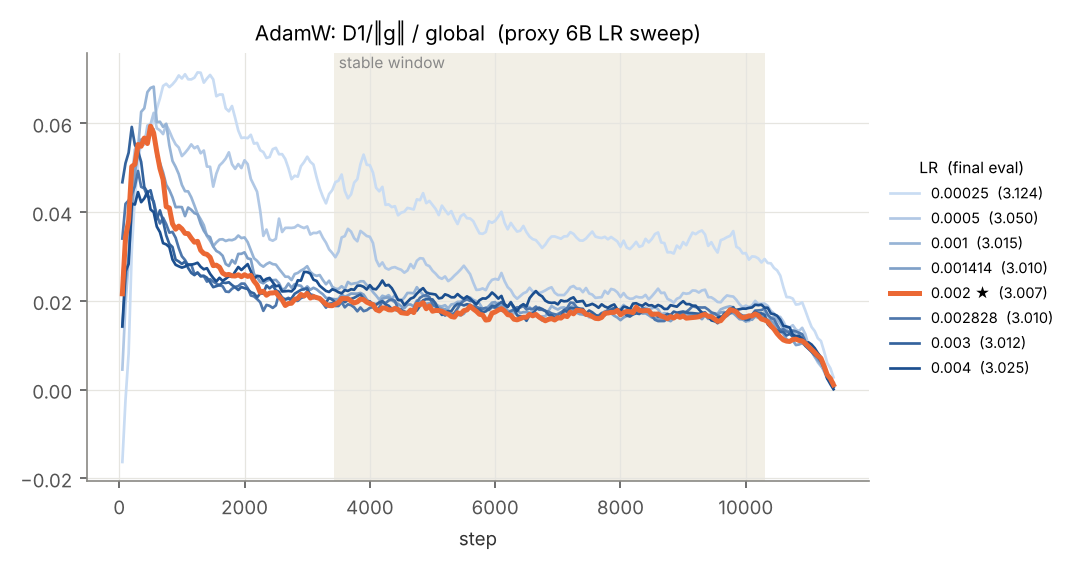 AdamW: D1/‖g‖ / global (proxy 6B LR sweep)
stable window
0.06
0.04
0.02
0.00
−0.02
0 2000 4000 6000 8000 10000
step
LR (final eval)
0.00025 (3.124)
0.0005 (3.050)
0.001 (3.015)
0.001414 (3.010)
0.002 ★ (3.007)
0.002828 (3.010)
0.003 (3.012)
0.004 (3.025)